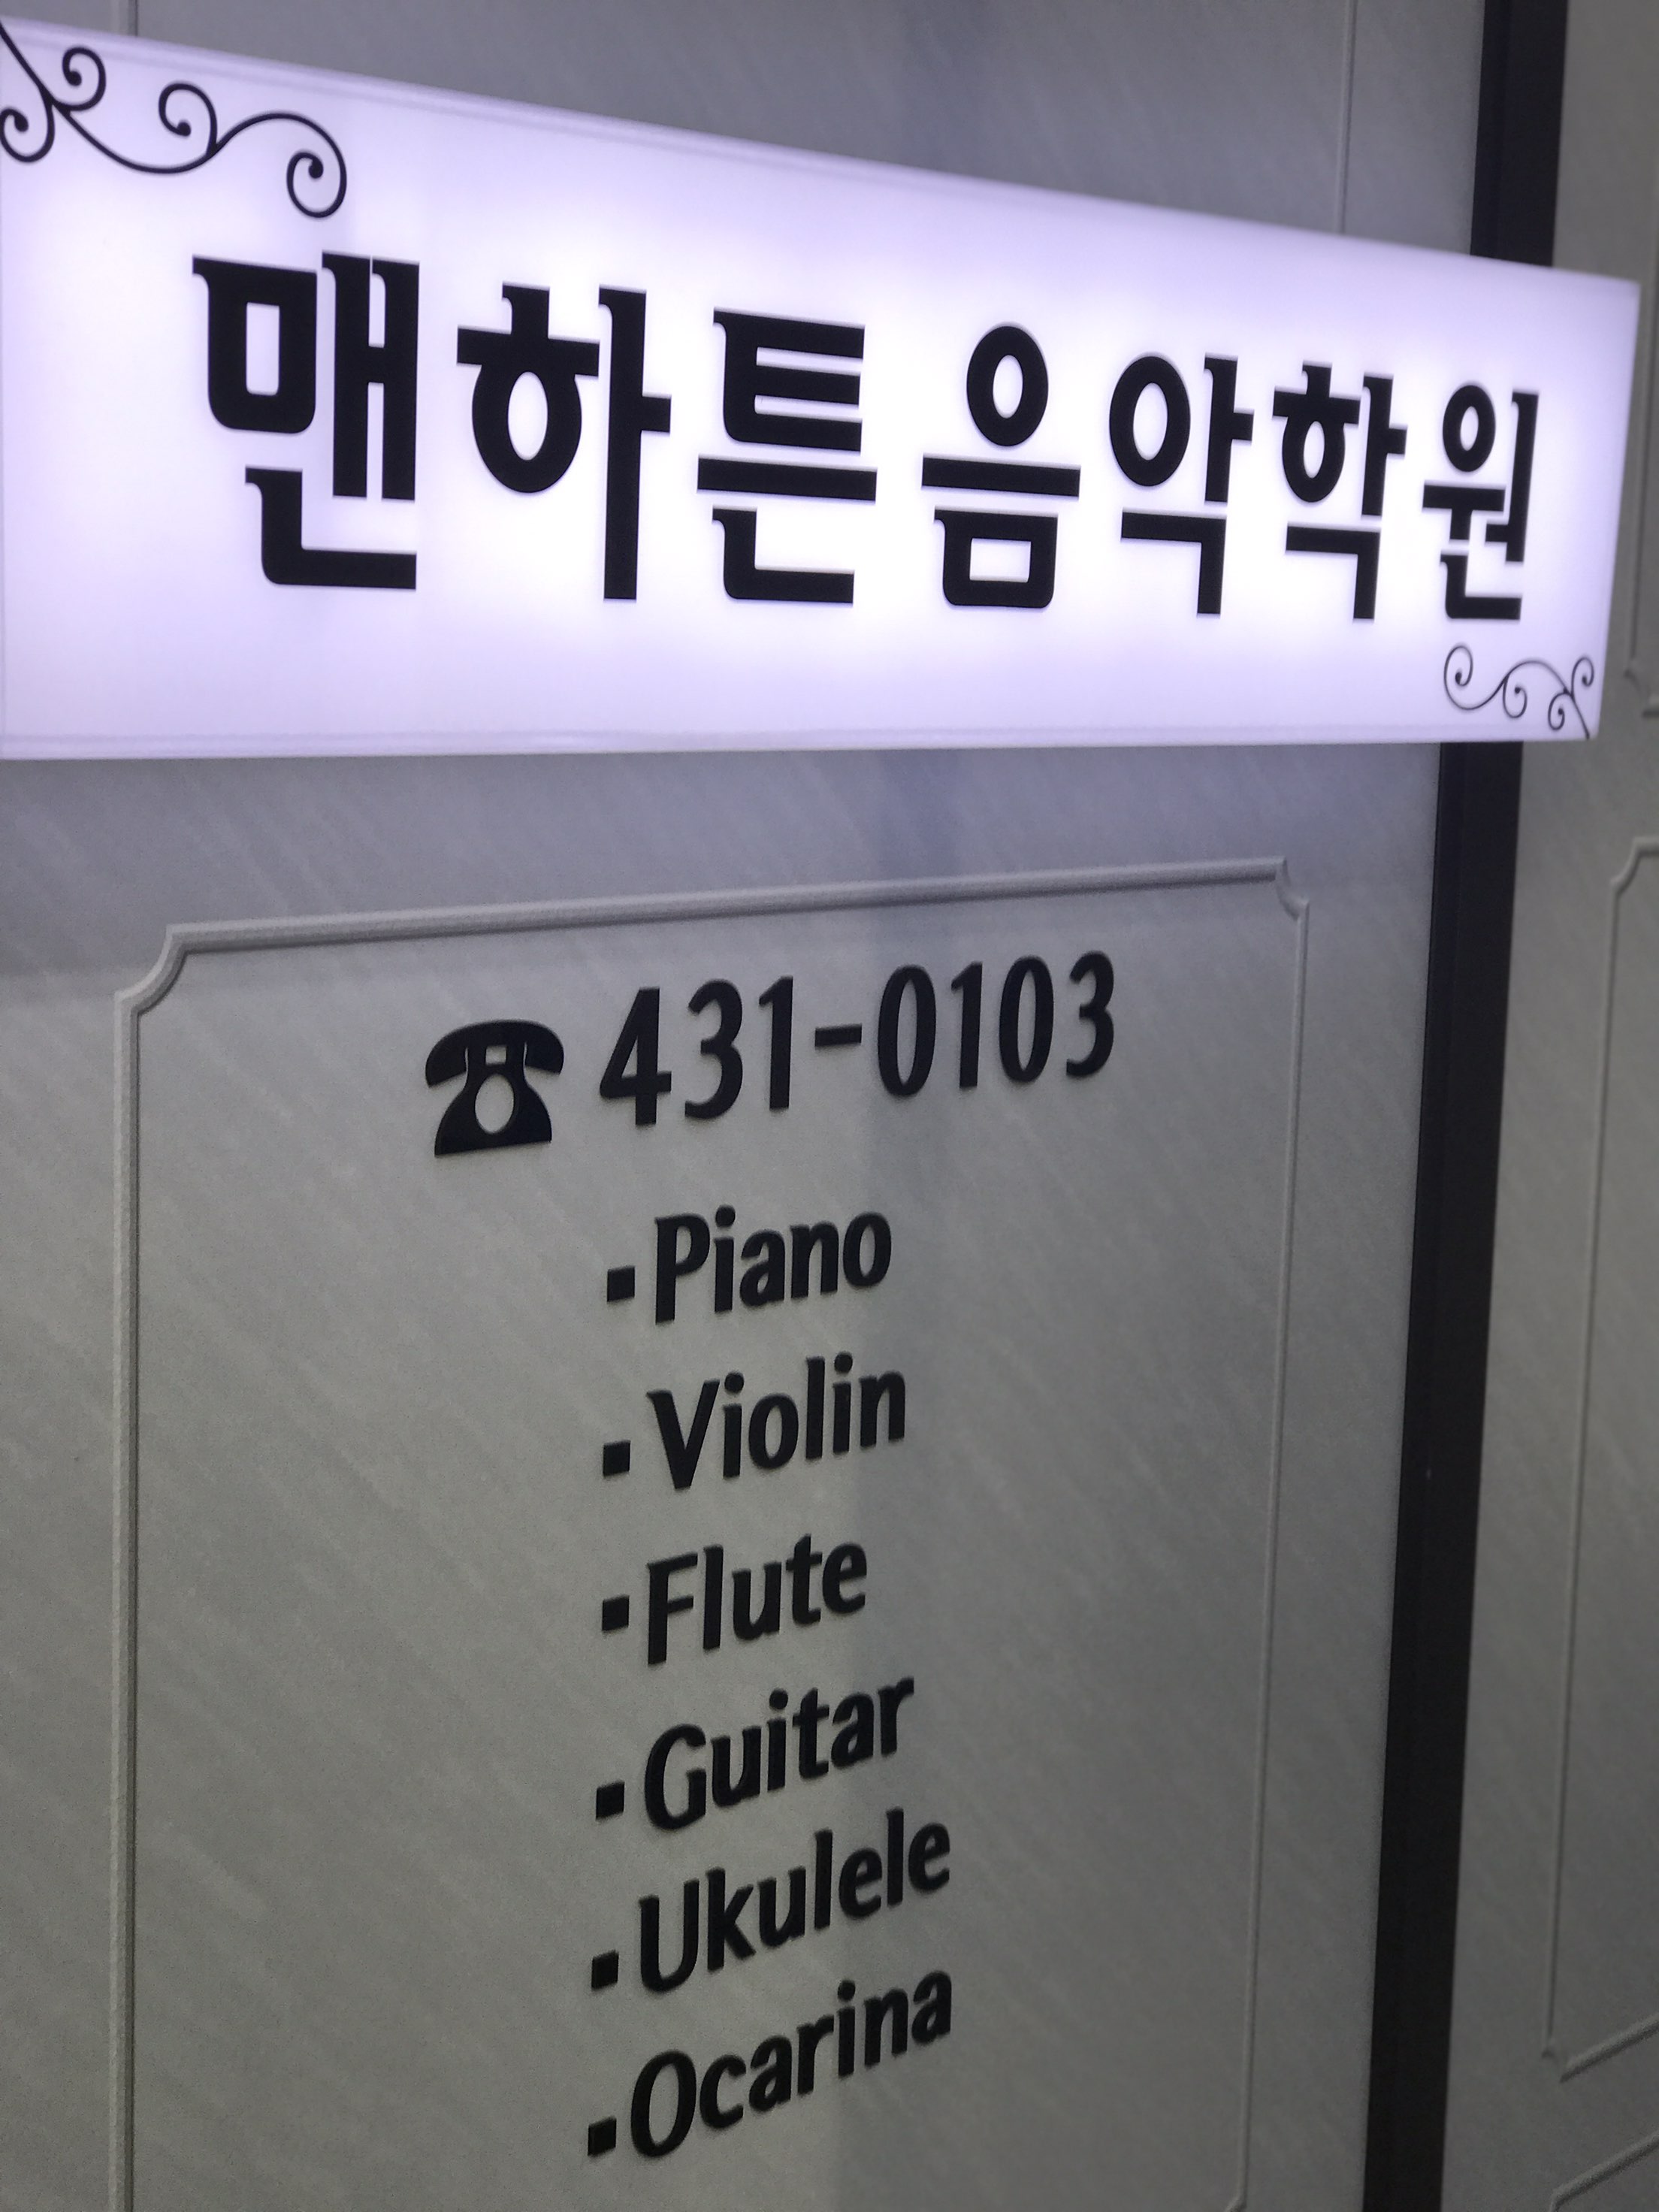 맨하튼음악학원
☎ 431-0103
▪Piano
▪Violin
▪Flute
▪Guitar
▪Ukulele
▪Ocarina